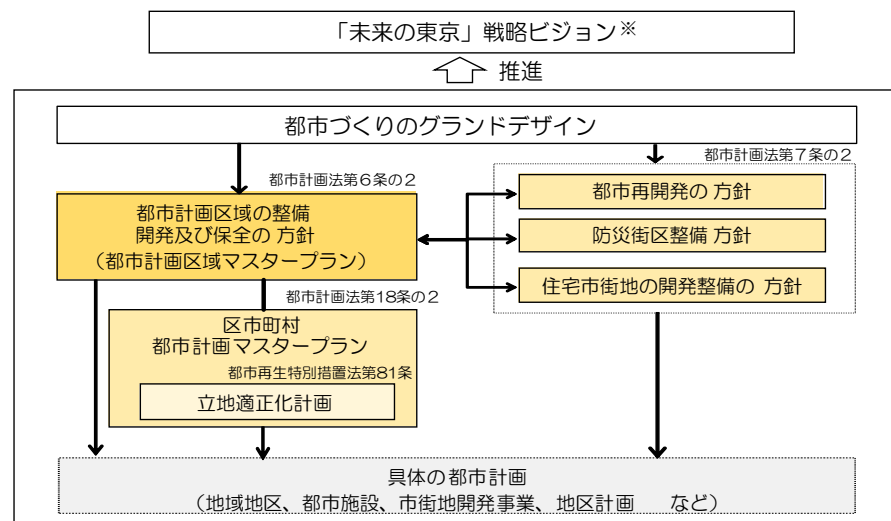 「未来の東京」戦略ビジョン※
推進
都市づくりのグランドデザイン
都市計画法第7条の2
都市計画法第6条の2
都市再開発の 方針
都市計画区域の整備
開発及び保全の 方針
（都市計画区域マスタープラン）
防災街区整備 方針
住宅市街地の開発整備の 方針
都市計画法第18条の2
区市町村
都市計画マスタープラン
都市再生特別措置法第81条
立地適正化計画
具体の都市計画
（地域地区、都市施設、市街地開発事業、地区計画　など）